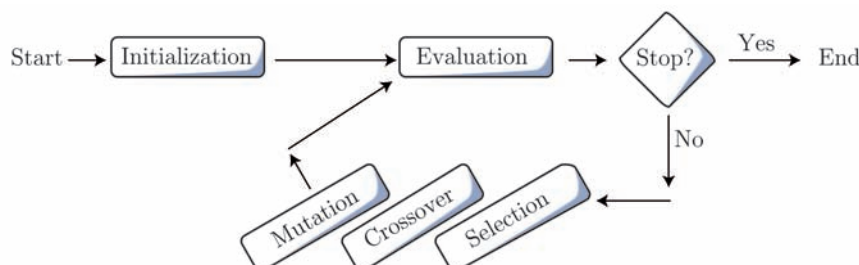 Start
Initialization
Evaluation
Stop?
Yes
End
No
Mutation
Crossover
Selection